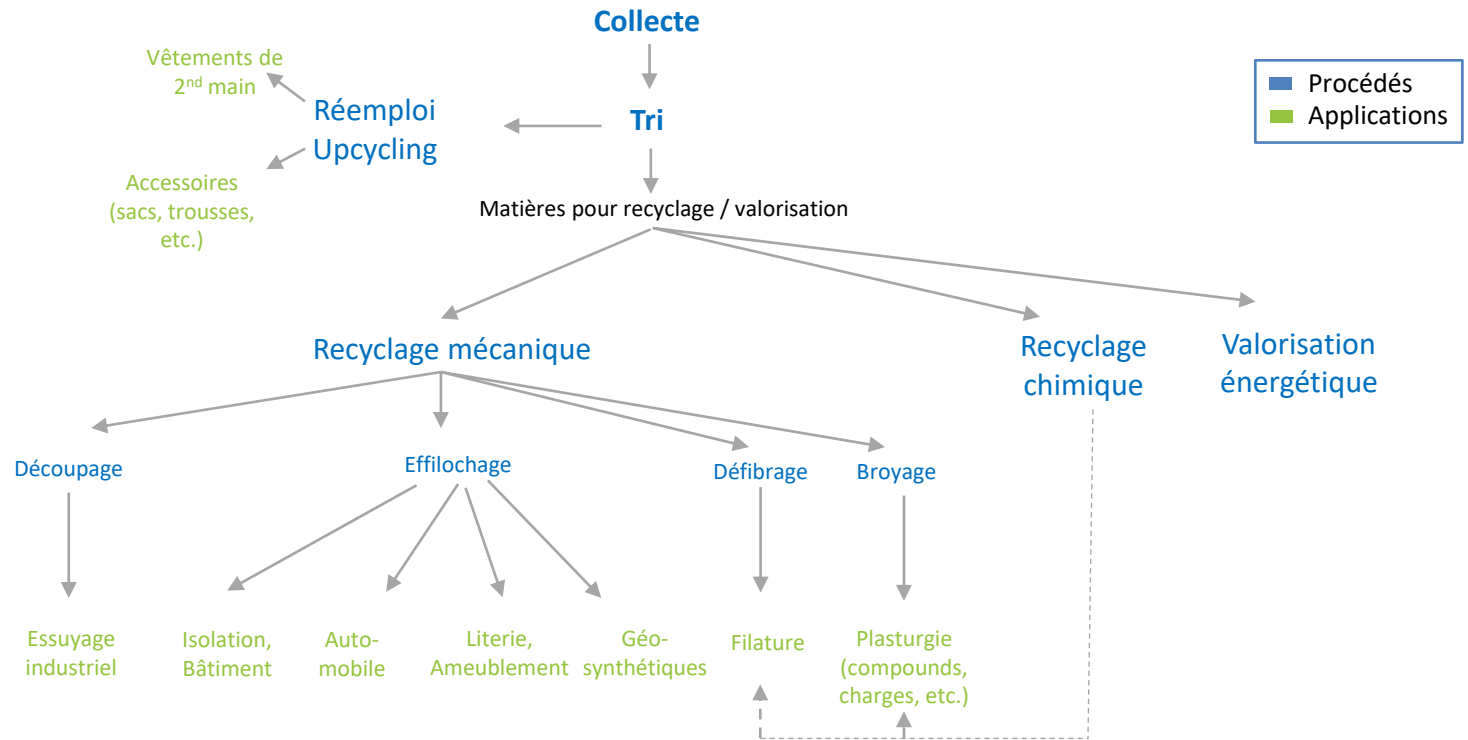 Collecte
Vêtements de
2nd main
Procédés
Applications
Réemploi
Upcycling
Tri
Accessoires
(sacs, trousses,
etc.)
Matières pour recyclage / valorisation
Recyclage mécanique
Recyclage
chimique
Valorisation
énergétique
Découpage
Effilochage
Défibrage
Broyage
Essuyage
industriel
Isolation,
Bâtiment
Auto-
mobile
Literie,
Ameublement
Géo-
synthétiques
Filature
Plasturgie
(compounds,
charges, etc.)